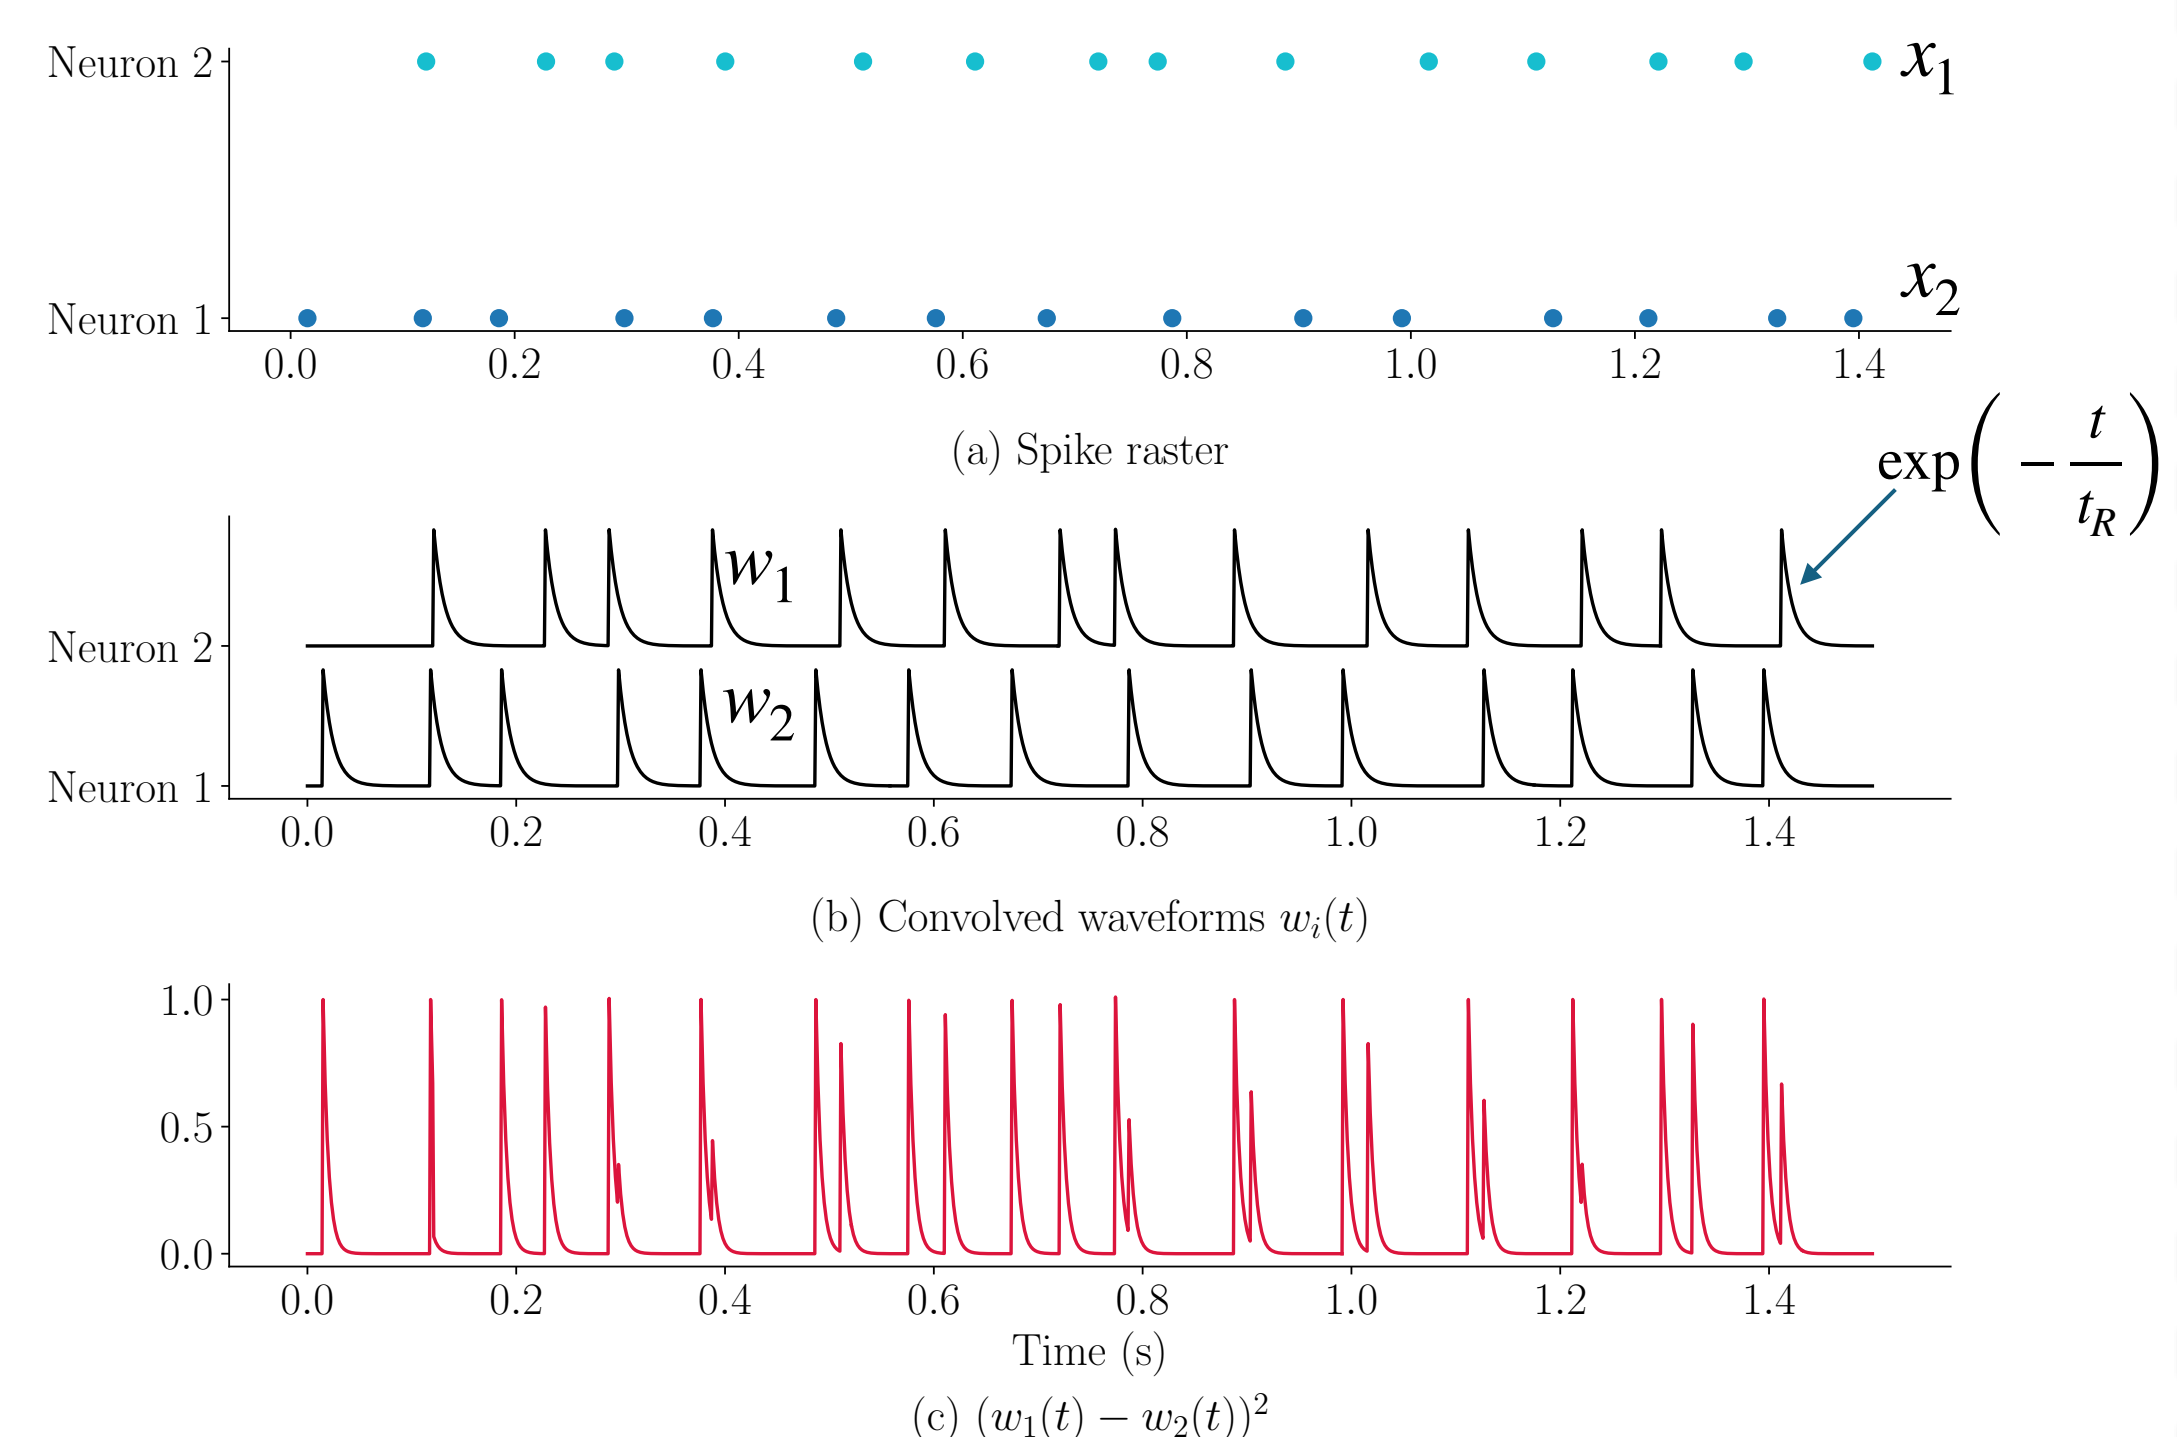 Neuron 2
x₁
x₂
Neuron 1
0.0 0.2 0.4 0.6 0.8 1.0 1.2 1.4
(a) Spike raster
exp(−t/t_R)
w₁
Neuron 2
w₂
Neuron 1
0.0 0.2 0.4 0.6 0.8 1.0 1.2 1.4
(b) Convolved waveforms wᵢ(t)
1.0
0.5
0.0
0.0 0.2 0.4 0.6 0.8 1.0 1.2 1.4
Time (s)
(c) (w₁(t) − w₂(t))²